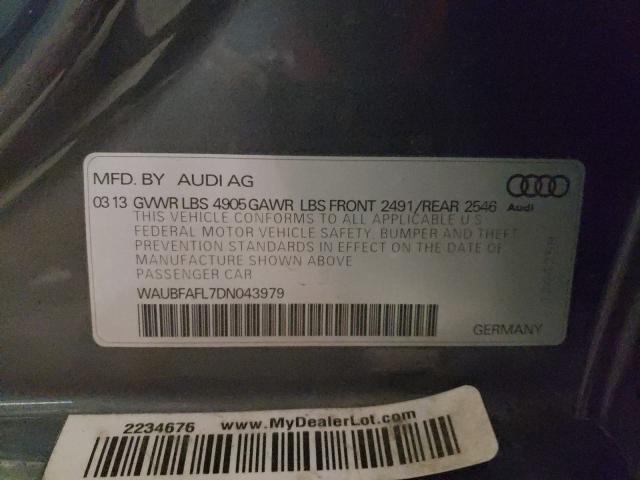 MFD. BY AUDI AG
03 13 GVWR LBS 4905 GAWR LBS FRONT 2491/REAR 2546
Audi
THIS VEHICLE CONFORMS TO ALL APPLICABLE U S
FEDERAL MOTOR VEHICLE SAFETY, BUMPER AND THEFT
PREVENTION STANDARDS IN EFFECT ON THE DATE OF
MANUFACTURE SHOWN ABOVE
PASSENGER CAR
WAUBFAFL7DN043979
GERMANY
2234676 www.MyDealerLot.com